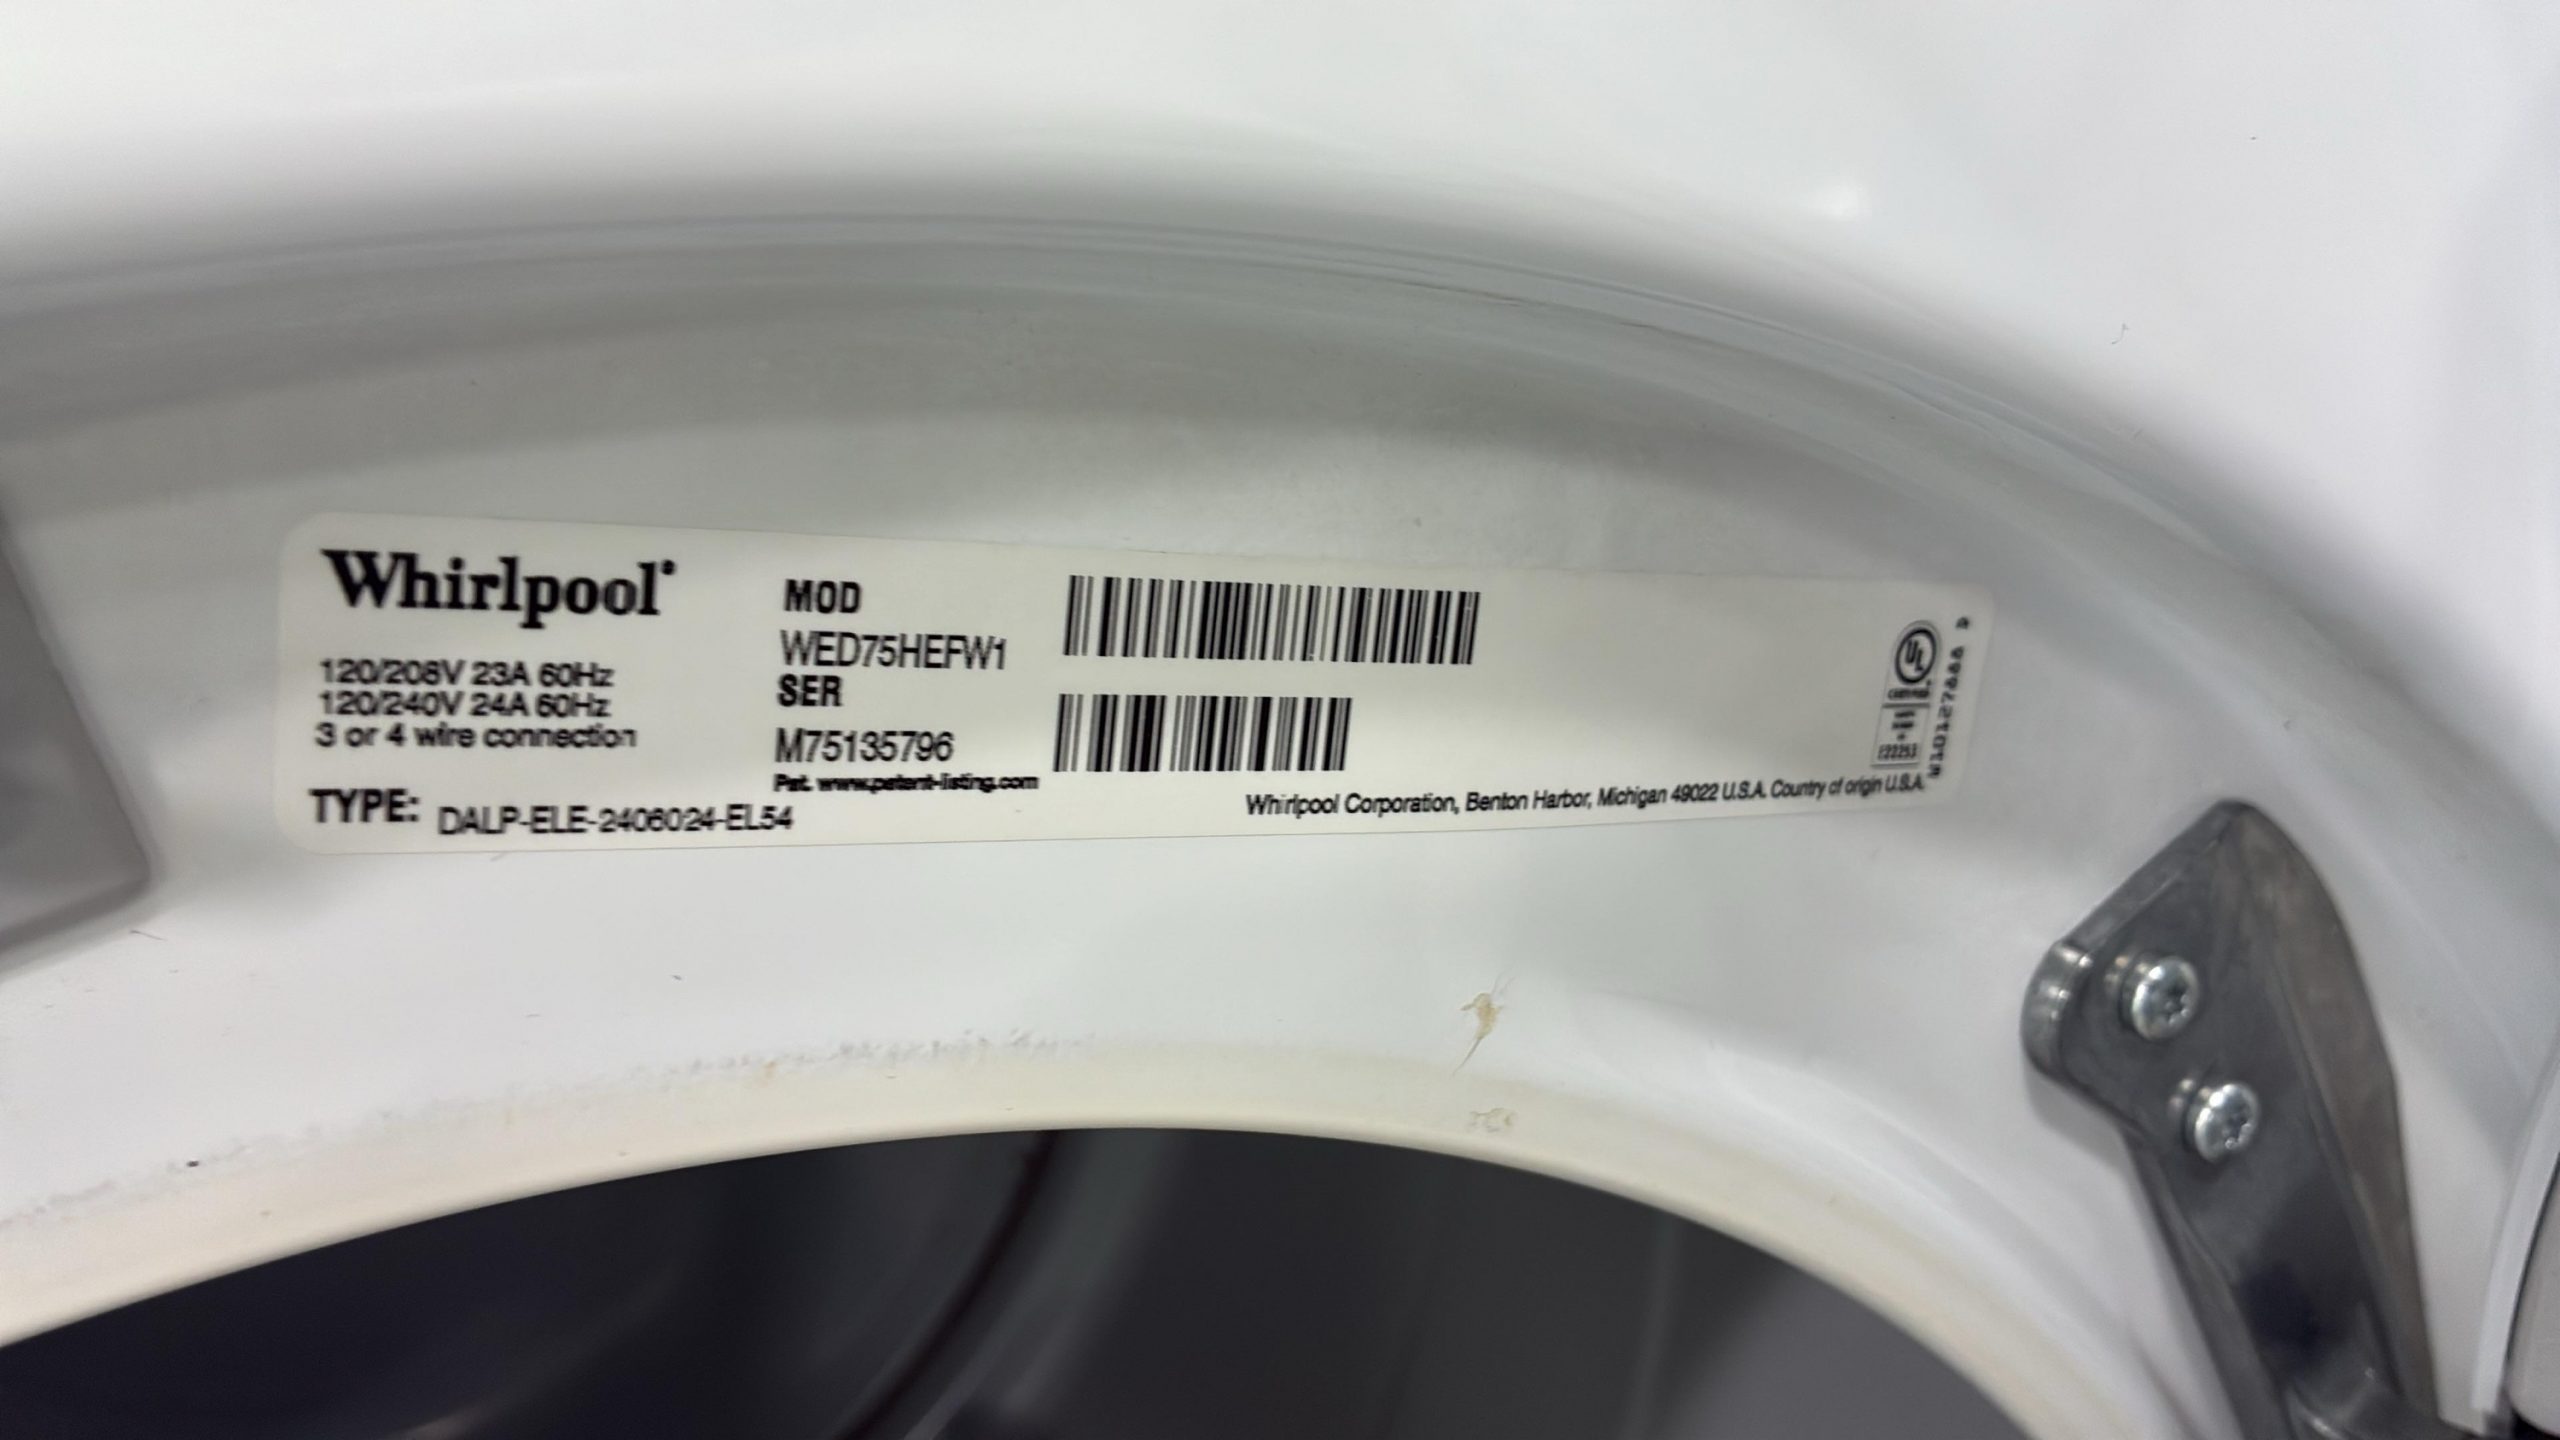 Whirlpool
120/208V 23A 60Hz
120/240V 24A 60Hz
3 or 4 wire connection
TYPE: DALP-ELE-2406024-EL54
MOD
WED75HEFW1
SER
M75135796
Pat. www.patent-listing.com
Whirlpool Corporation, Benton Harbor, Michigan 49022 U.S.A. Country of origin U.S.A.
UL